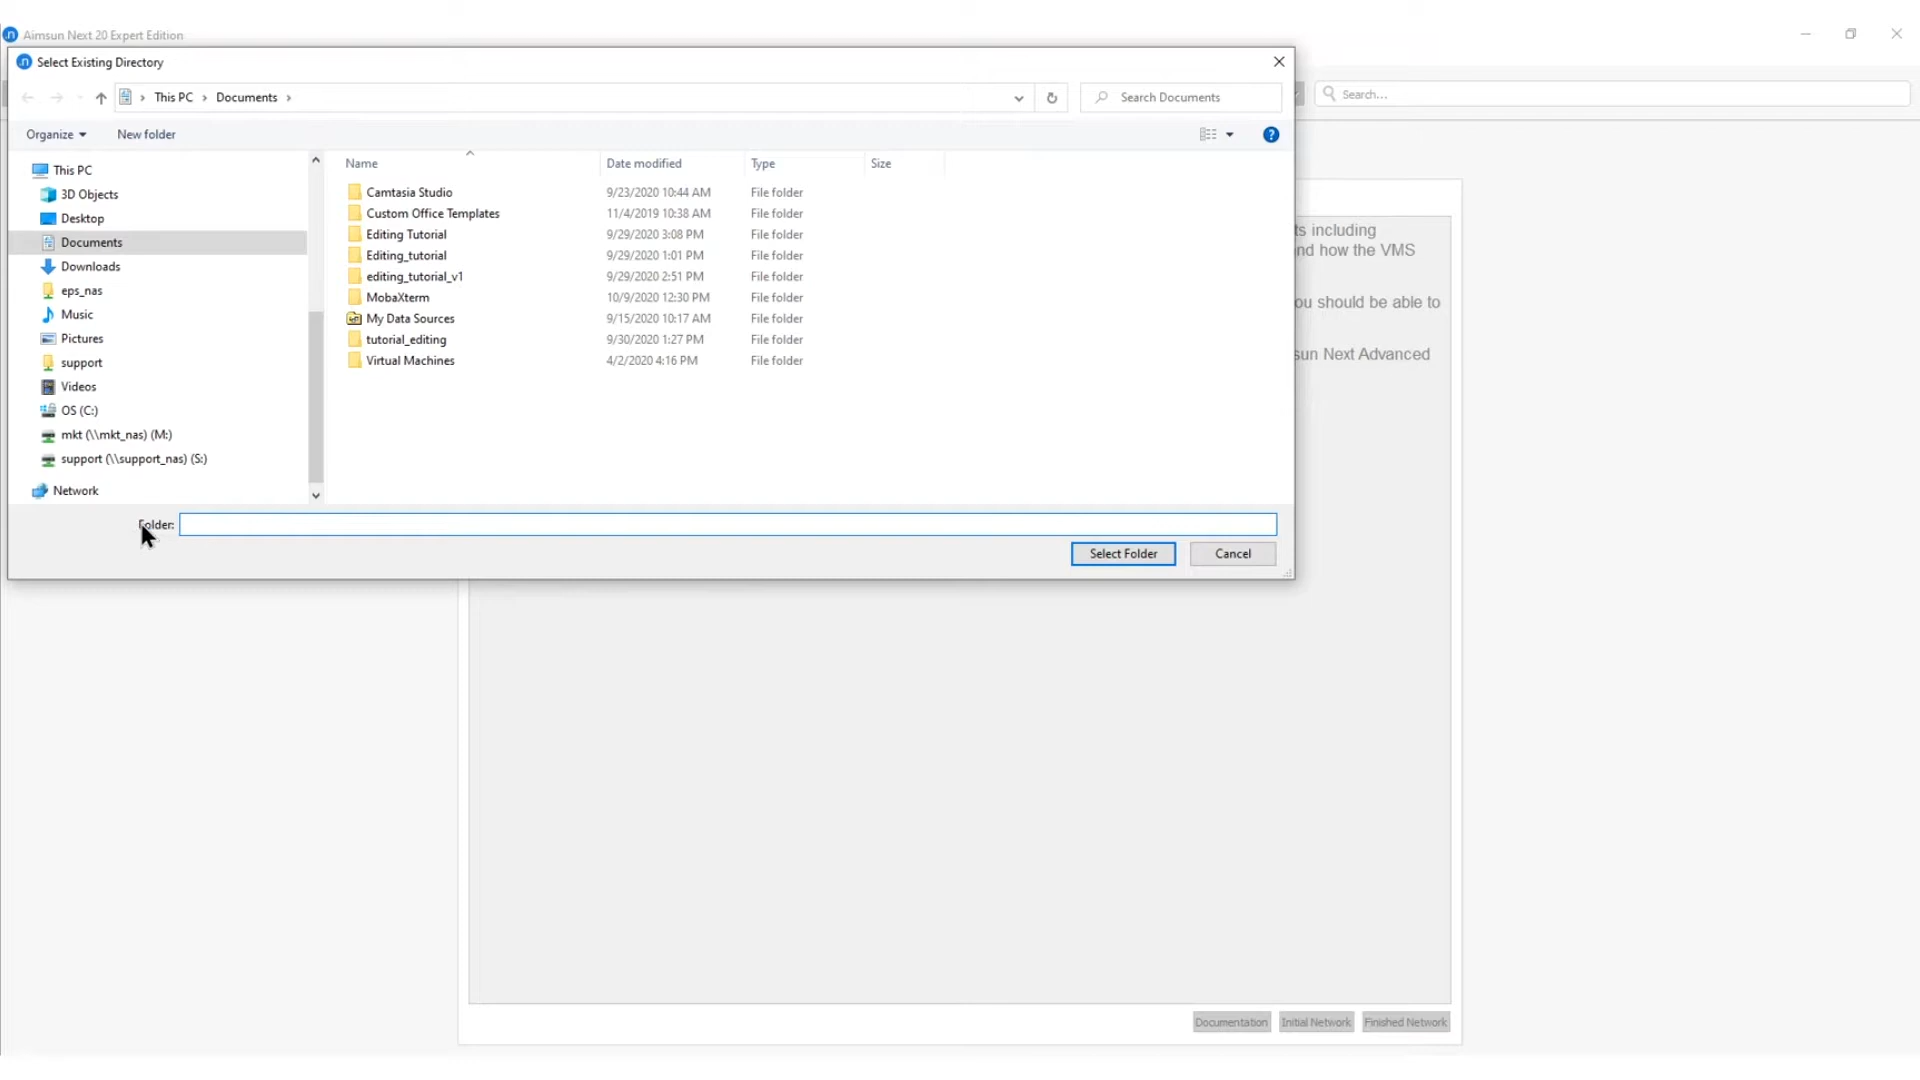 Aimsun Next 20 Expert Edition
Select Existing Directory
This PC > Documents >
Search Documents
Search...
Organize
New folder
Name
Date modified
Type
Size
This PC
3D Objects
Desktop
Documents
Downloads
eps_nas
Music
Pictures
support
Videos
OS (C:)
mkt (\\mkt_nas) (M:)
support (\\support_nas) (S:)
Network
Camtasia Studio 9/23/2020 10:44 AM File folder
Custom Office Templates 11/4/2019 10:38 AM File folder
Editing Tutorial 9/29/2020 3:08 PM File folder
Editing_tutorial 9/29/2020 1:01 PM File folder
editing_tutorial_v1 9/29/2020 2:51 PM File folder
MobaXterm 10/9/2020 12:30 PM File folder
My Data Sources 9/15/2020 10:17 AM File folder
tutorial_editing 9/30/2020 1:27 PM File folder
Virtual Machines 4/2/2020 4:16 PM File folder
ts including
nd how the VMS
ou should be able to
sun Next Advanced
Folder:
Select Folder
Cancel
Documentation
Initial Network
Finished Network